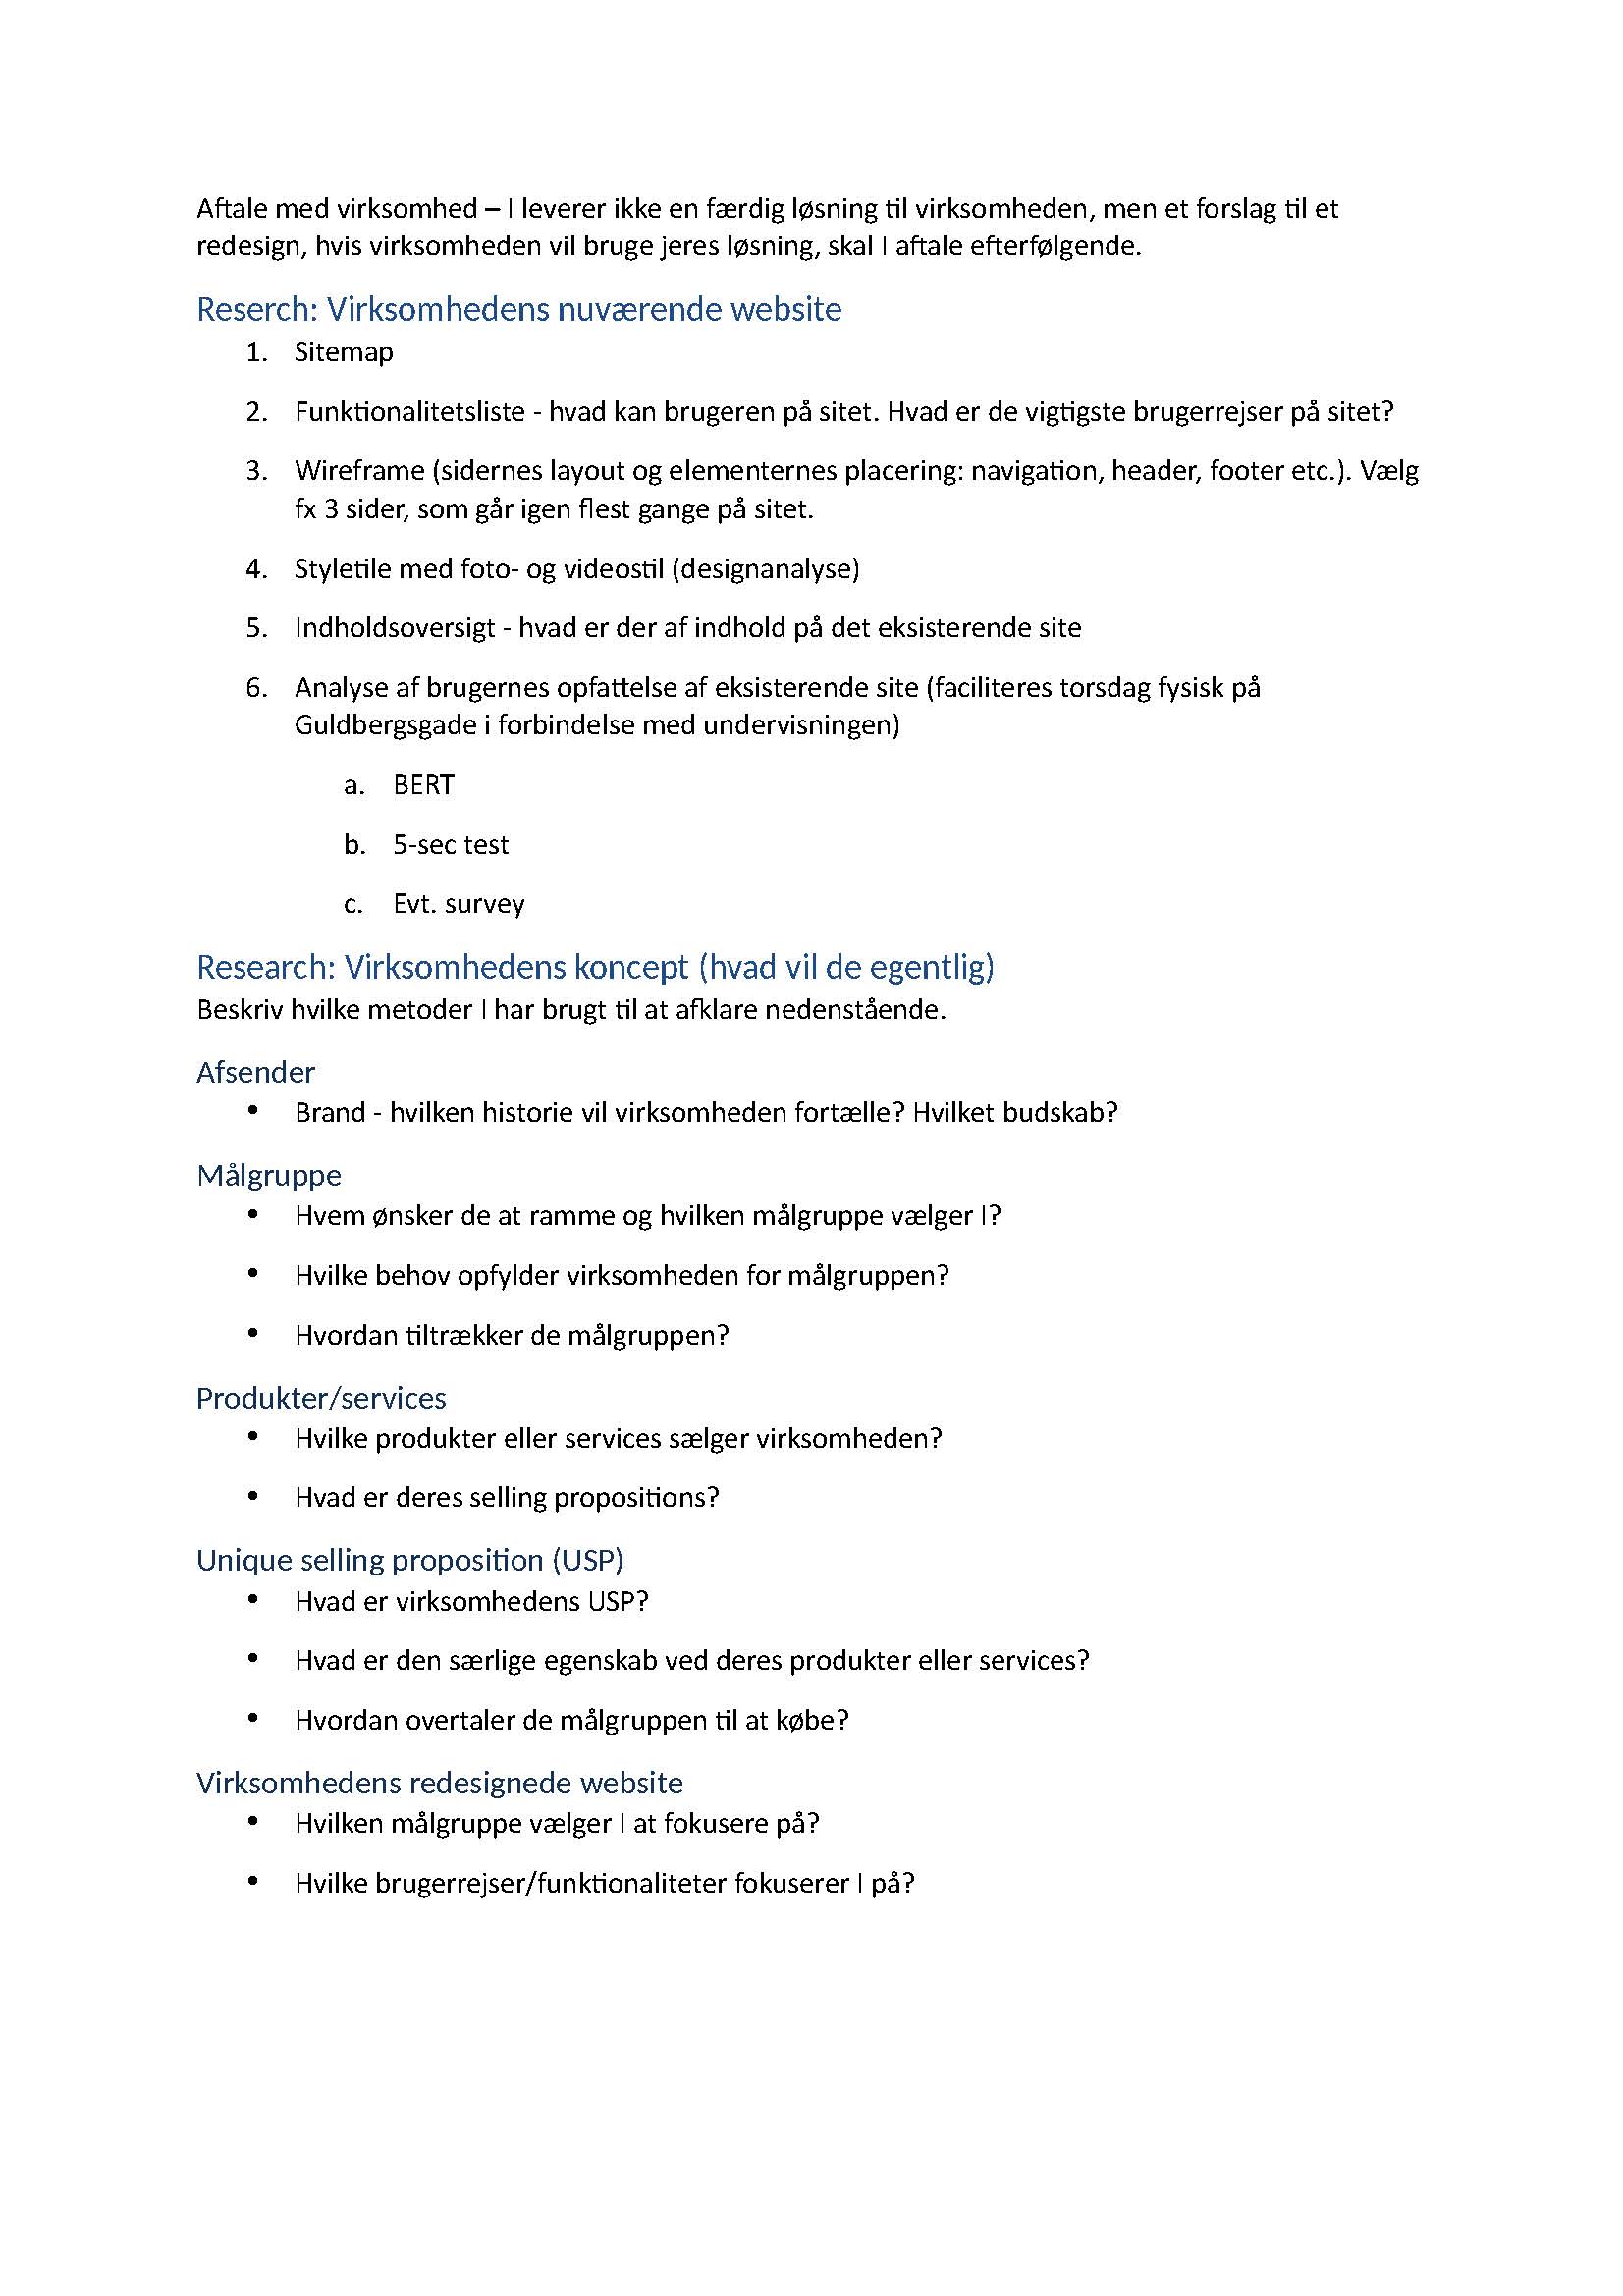 Aftale med virksomhed – I leverer ikke en færdig løsning til virksomheden, men et forslag til et
redesign, hvis virksomheden vil bruge jeres løsning, skal I aftale efterfølgende.
Reserch: Virksomhedens nuværende website
1. Sitemap
2. Funktionalitetsliste - hvad kan brugeren på sitet. Hvad er de vigtigste brugerrejser på sitet?
3. Wireframe (sidernes layout og elementernes placering: navigation, header, footer etc.). Vælg
fx 3 sider, som går igen flest gange på sitet.
4. Styletile med foto- og videostil (designanalyse)
5. Indholdsoversigt - hvad er der af indhold på det eksisterende site
6. Analyse af brugernes opfattelse af eksisterende site (faciliteres torsdag fysisk på
Guldbergsgade i forbindelse med undervisningen)
a. BERT
b. 5-sec test
c. Evt. survey
Research: Virksomhedens koncept (hvad vil de egentlig)
Beskriv hvilke metoder I har brugt til at afklare nedenstående.
Afsender
• Brand - hvilken historie vil virksomheden fortælle? Hvilket budskab?
Målgruppe
• Hvem ønsker de at ramme og hvilken målgruppe vælger I?
• Hvilke behov opfylder virksomheden for målgruppen?
• Hvordan tiltrækker de målgruppen?
Produkter/services
• Hvilke produkter eller services sælger virksomheden?
• Hvad er deres selling propositions?
Unique selling proposition (USP)
• Hvad er virksomhedens USP?
• Hvad er den særlige egenskab ved deres produkter eller services?
• Hvordan overtaler de målgruppen til at købe?
Virksomhedens redesignede website
• Hvilken målgruppe vælger I at fokusere på?
• Hvilke brugerrejser/funktionaliteter fokuserer I på?